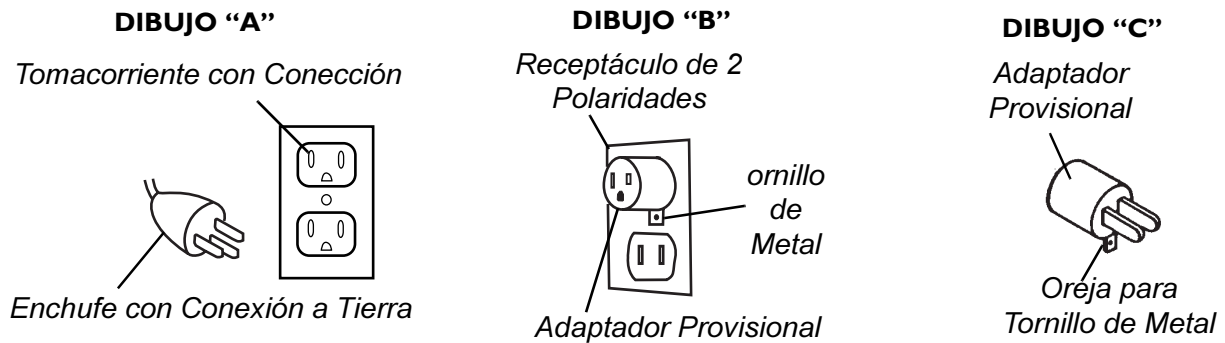 DIBUJO “A”
Tomacorriente con Conección
Enchufe con Conexión a Tierra
DIBUJO “B”
Receptáculo de 2
Polaridades
ornillo
de
Metal
Adaptador Provisional
DIBUJO “C”
Adaptador
Provisional
Oreja para
Tornillo de Metal